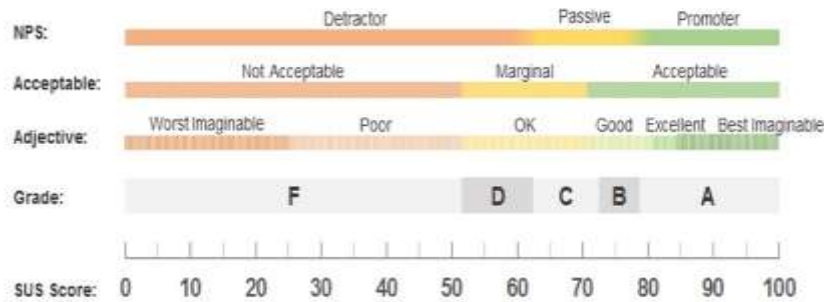 Detractor Passive Promoter
NPS:
Not Acceptable Marginal Acceptable
Acceptable:
Worst Imaginable Poor OK Good Excellent Best Imaginable
Adjective:
Grade: F D C B A
SUS Score: 0 10 20 30 40 50 60 70 80 90 100